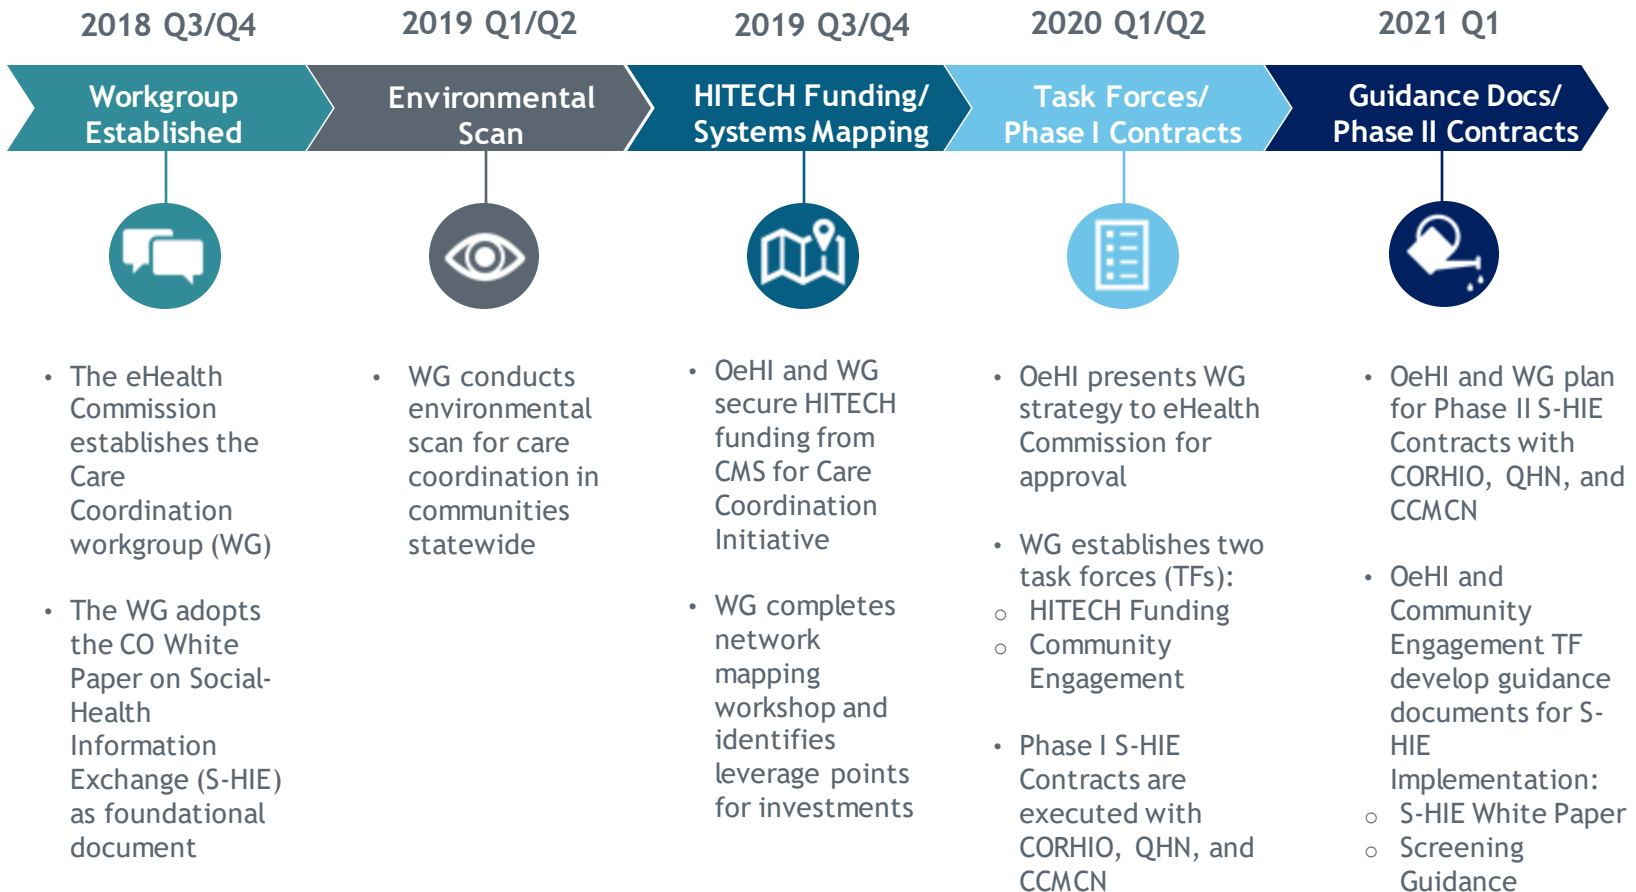 2018 Q3/Q4
2019 Q1/Q2
2019 Q3/Q4
2020 Q1/Q2
2021 Q1
Workgroup
Established
Environmental
Scan
HITECH Funding/
Systems Mapping
Task Forces/
Phase I Contracts
Guidance Docs/
Phase II Contracts
• The eHealth
Commission
establishes the
Care
Coordination
workgroup (WG)
• The WG adopts
the CO White
Paper on Social-
Health
Information
Exchange (S-HIE)
as foundational
document
• WG conducts
environmental
scan for care
coordination in
communities
statewide
• OeHI and WG
secure HITECH
funding from
CMS for Care
Coordination
Initiative
• WG completes
network
mapping
workshop and
identifies
leverage points
for investments
• OeHI presents WG
strategy to eHealth
Commission for
approval
• WG establishes two
task forces (TFs):
o HITECH Funding
o Community
Engagement
• Phase I S-HIE
Contracts are
executed with
CORHIO, QHN, and
CCMCN
• OeHI and WG plan
for Phase II S-HIE
Contracts with
CORHIO, QHN, and
CCMCN
• OeHI and
Community
Engagement TF
develop guidance
documents for S-
HIE
Implementation:
o S-HIE White Paper
o Screening
Guidance